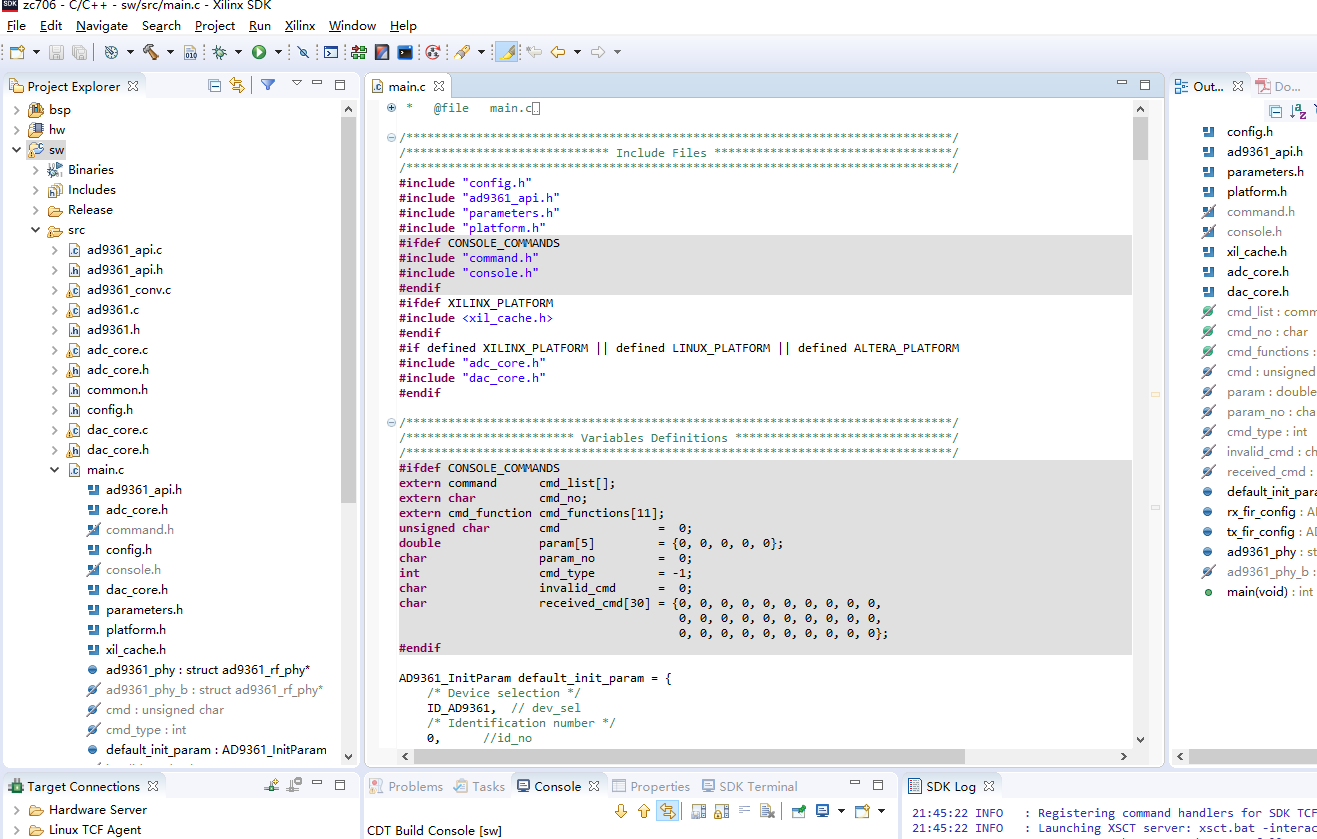 zc706 - C/C++ - sw/src/main.c - Xilinx SDK
File Edit Navigate Search Project Run Xilinx Window Help
Project Explorer
bsp
hw
sw
Binaries
Includes
Release
src
ad9361_api.c
ad9361_api.h
ad9361_conv.c
ad9361.c
ad9361.h
adc_core.c
adc_core.h
common.h
config.h
dac_core.c
dac_core.h
main.c
ad9361_api.h
adc_core.h
command.h
config.h
console.h
dac_core.h
parameters.h
platform.h
xil_cache.h
ad9361_phy : struct ad9361_rf_phy*
ad9361_phy_b : struct ad9361_rf_phy*
cmd : unsigned char
cmd_type : int
default_init_param : AD9361_InitParam
main.c
* @file main.c
/******************************************************************************/
/***************************** Include Files **********************************/
/******************************************************************************/
#include "config.h"
#include "ad9361_api.h"
#include "parameters.h"
#include "platform.h"
#ifdef CONSOLE_COMMANDS
#include "command.h"
#include "console.h"
#endif
#ifdef XILINX_PLATFORM
#include <xil_cache.h>
#endif
#if defined XILINX_PLATFORM || defined LINUX_PLATFORM || defined ALTERA_PLATFORM
#include "adc_core.h"
#include "dac_core.h"
#endif
/******************************************************************************/
/************************ Variables Definitions *******************************/
/******************************************************************************/
#ifdef CONSOLE_COMMANDS
extern command      cmd_list[];
extern char         cmd_no;
extern cmd_function cmd_functions[11];
unsigned char       cmd              =  0;
double              param[5]         = {0, 0, 0, 0, 0};
char                param_no         =  0;
int                 cmd_type         = -1;
char                invalid_cmd      =  0;
char                received_cmd[30] = {0, 0, 0, 0, 0, 0, 0, 0, 0, 0,
0, 0, 0, 0, 0, 0, 0, 0, 0, 0,
0, 0, 0, 0, 0, 0, 0, 0, 0, 0};
#endif
AD9361_InitParam default_init_param = {
/* Device selection */
ID_AD9361,  // dev_sel
/* Identification number */
0,      //id_no
Out...
Do...
config.h
ad9361_api.h
parameters.h
platform.h
command.h
console.h
xil_cache.h
adc_core.h
dac_core.h
cmd_list : comm
cmd_no : char
cmd_functions :
cmd : unsigned
param : double
param_no : cha
cmd_type : int
invalid_cmd : ch
received_cmd :
default_init_para
rx_fir_config : A
tx_fir_config : AD
ad9361_phy : st
ad9361_phy_b :
main(void) : int
Target Connections
Hardware Server
Linux TCF Agent
Problems Tasks Console Properties SDK Terminal
CDT Build Console [sw]
SDK Log
21:45:22 INFO   : Registering command handlers for SDK TCF
21:45:22 INFO   : Launching XSCT server: xsct.bat -interac